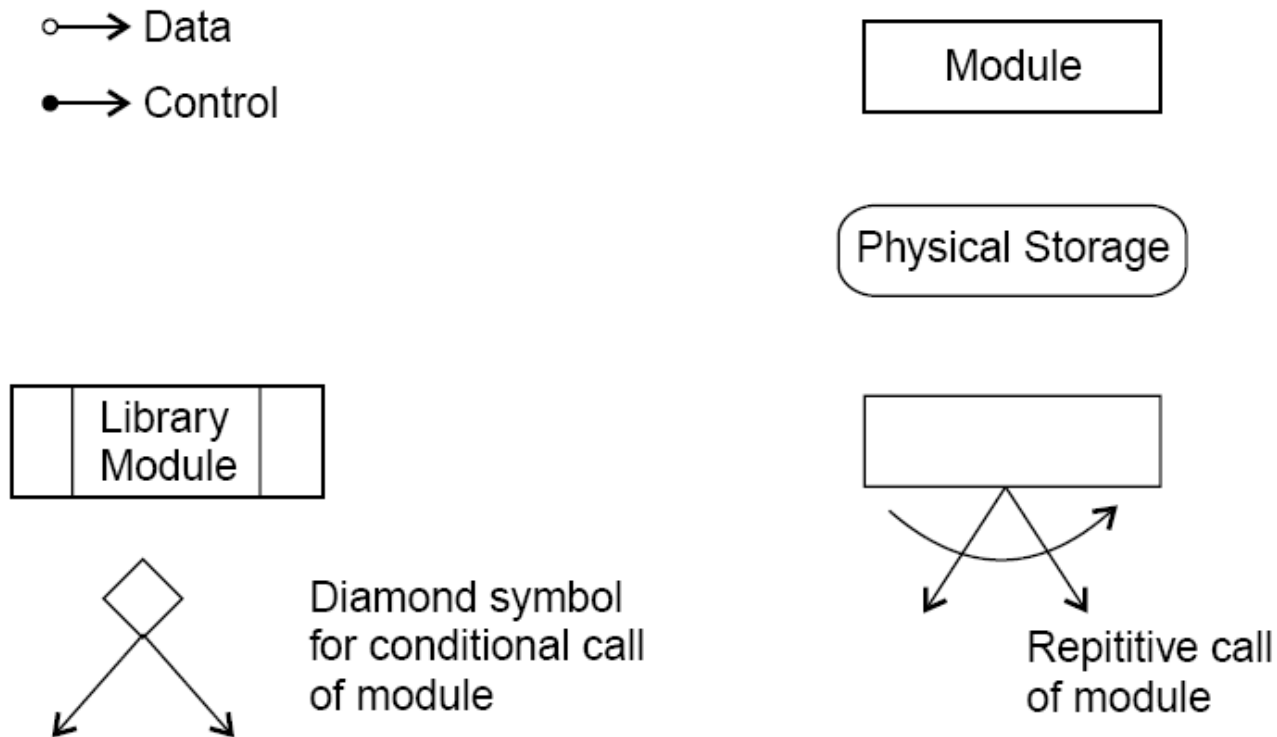 Data
Control
Module
Physical Storage
Library
Module
Diamond symbol
for conditional call
of module
Repititive call
of module